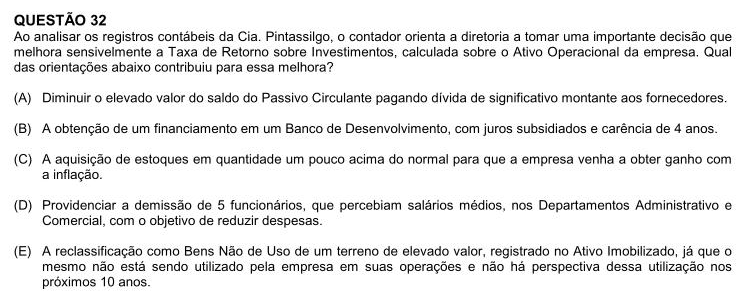 QUESTÃO 32
Ao analisar os registros contábeis da Cia. Pintassilgo, o contador orienta a diretoria a tomar uma importante decisão que
melhora sensivelmente a Taxa de Retorno sobre Investimentos, calculada sobre o Ativo Operacional da empresa. Qual
das orientações abaixo contribuiu para essa melhora?
(A) Diminuir o elevado valor do saldo do Passivo Circulante pagando dívida de significativo montante aos fornecedores.
(B) A obtenção de um financiamento em um Banco de Desenvolvimento, com juros subsidiados e carência de 4 anos.
(C) A aquisição de estoques em quantidade um pouco acima do normal para que a empresa venha a obter ganho com
a inflação.
(D) Providenciar a demissão de 5 funcionários, que percebiam salários médios, nos Departamentos Administrativo e
Comercial, com o objetivo de reduzir despesas.
(E) A reclassificação como Bens Não de Uso de um terreno de elevado valor, registrado no Ativo Imobilizado, já que o
mesmo não está sendo utilizado pela empresa em suas operações e não há perspectiva dessa utilização nos
próximos 10 anos.